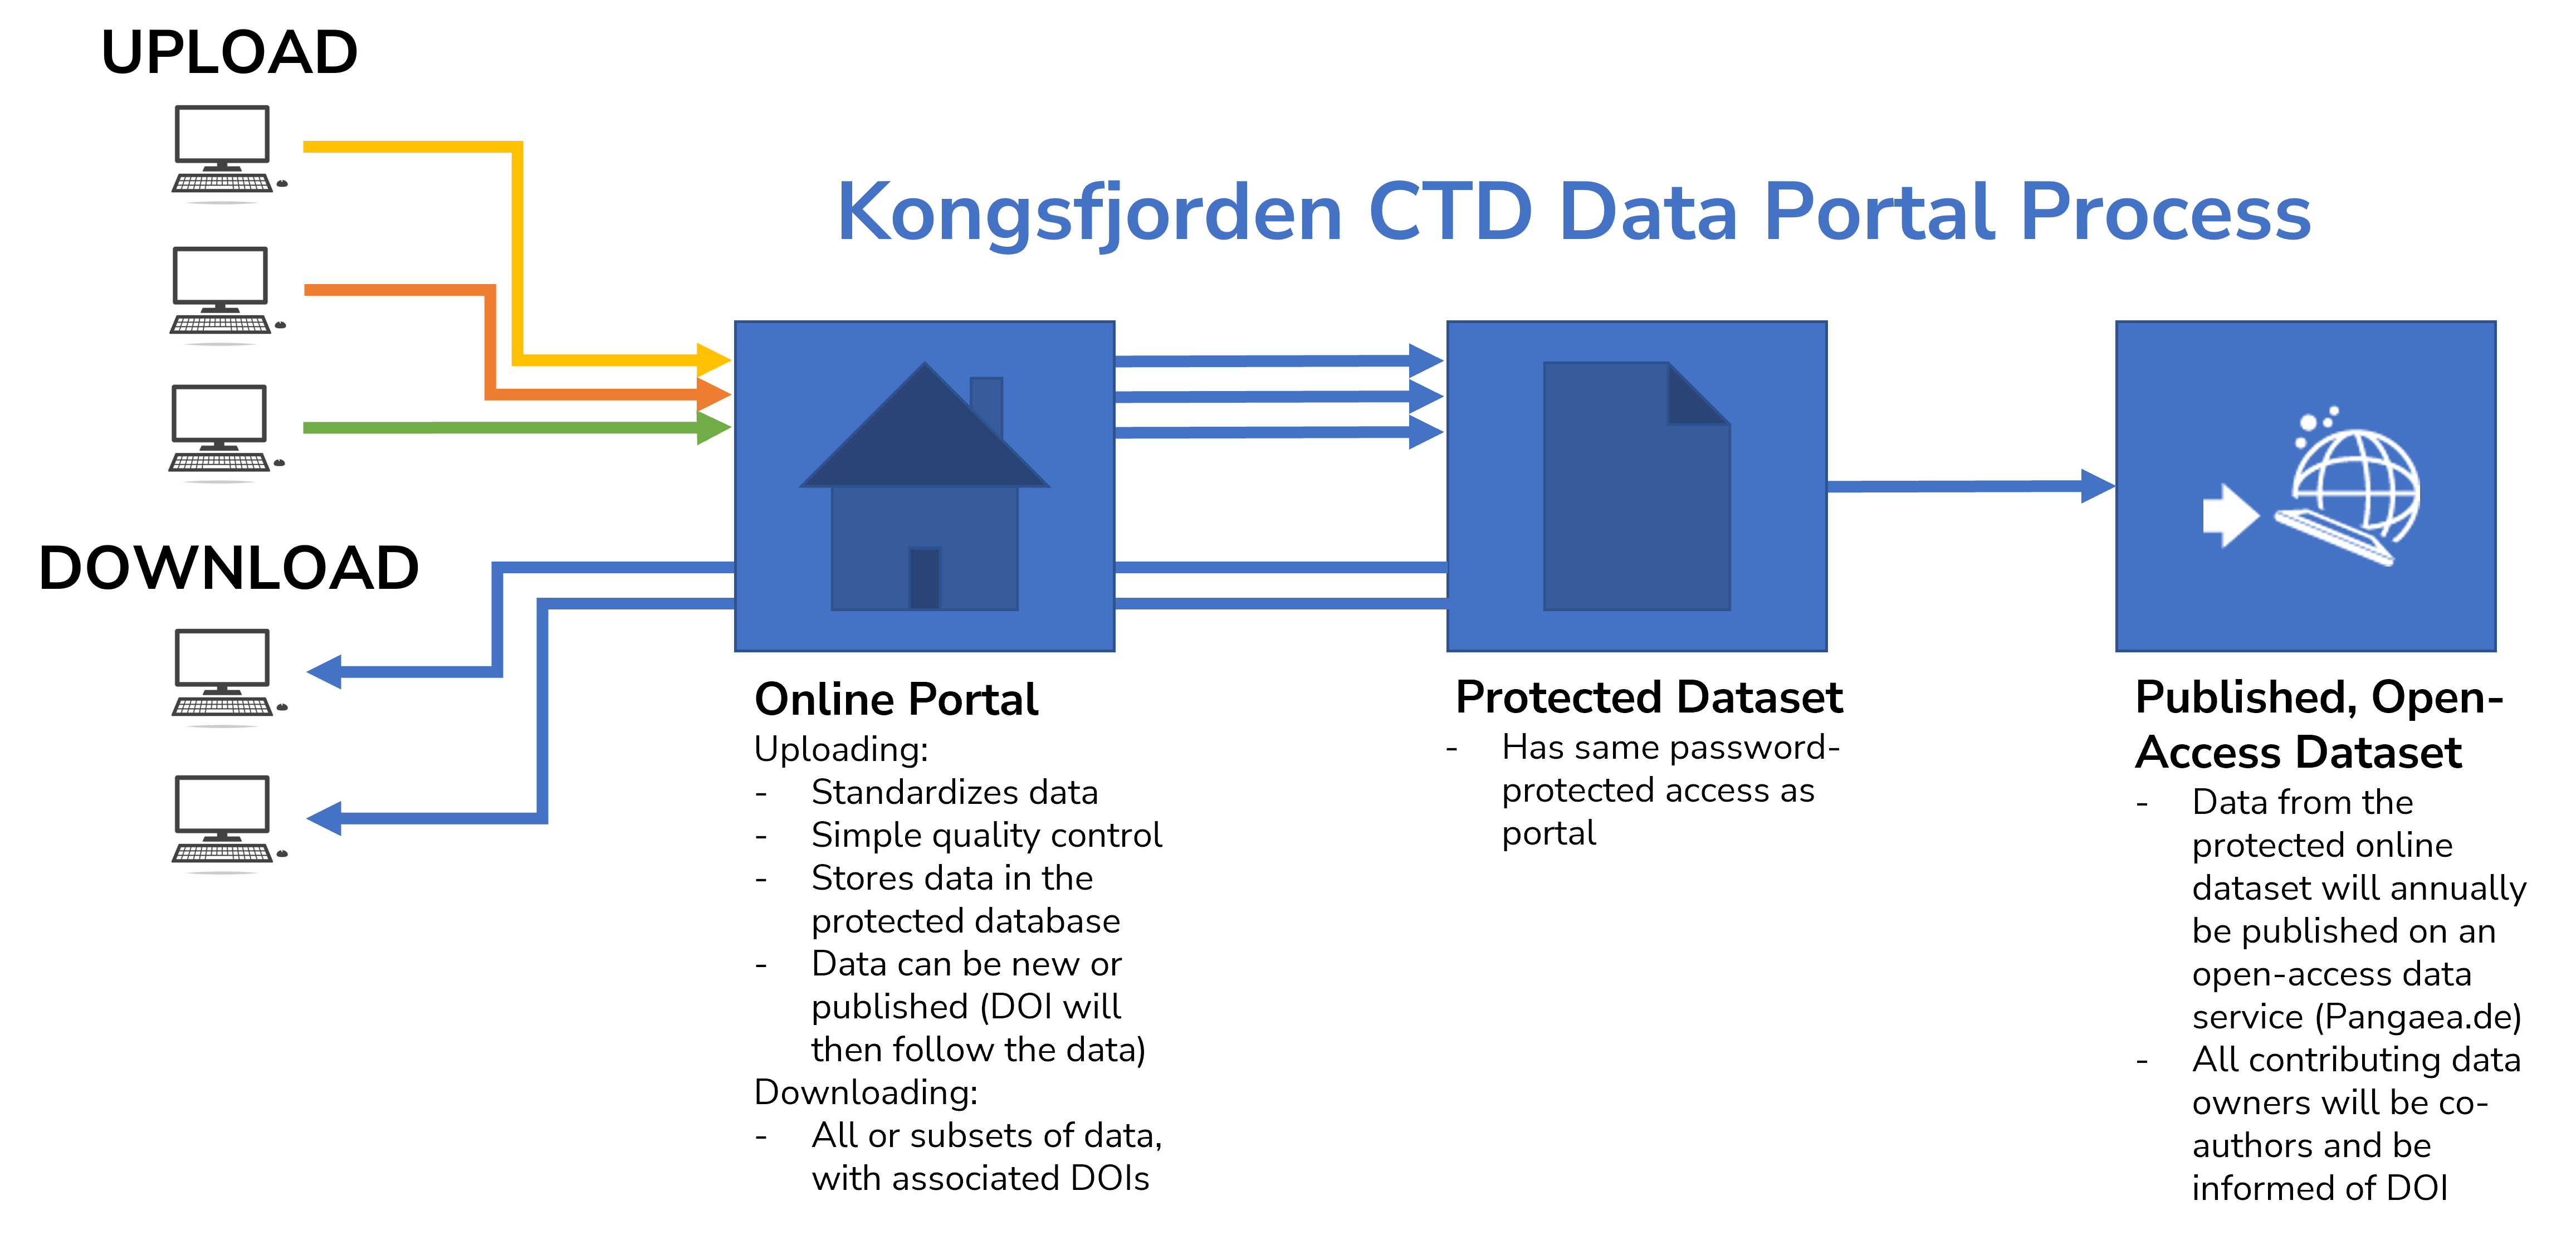 UPLOAD
Kongsfjorden CTD Data Portal Process
DOWNLOAD
Online Portal
Uploading:
- Standardizes data
- Simple quality control
- Stores data in the
protected database
- Data can be new or
published (DOI will
then follow the data)
Downloading:
- All or subsets of data,
with associated DOIs
Protected Dataset
- Has same password-
protected access as
portal
Published, Open-
Access Dataset
- Data from the
protected online
dataset will annually
be published on an
open-access data
service (Pangaea.de)
- All contributing data
owners will be co-
authors and be
informed of DOI